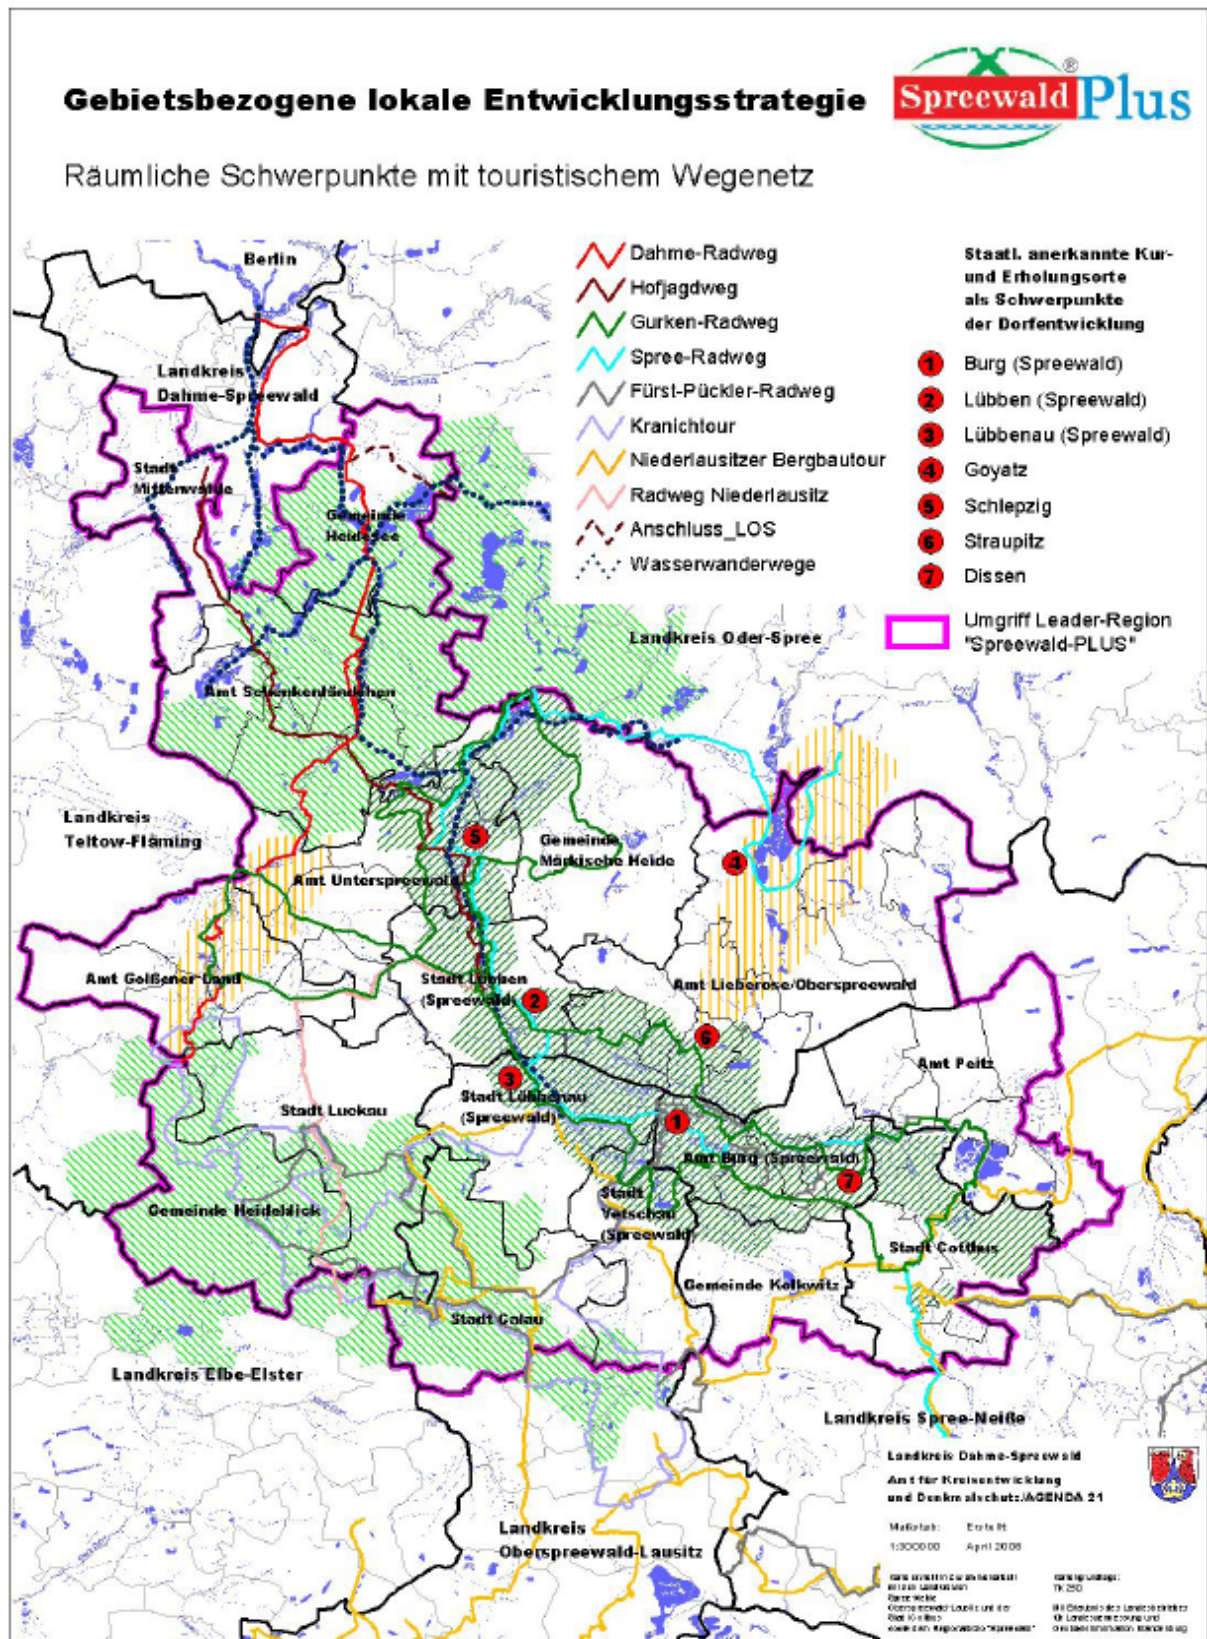 Gebietsbezogene lokale Entwicklungsstrategie
Spreewald Plus
®
Räumliche Schwerpunkte mit touristischem Wegenetz
Dahme-Radweg
Hofjagdweg
Gurken-Radweg
Spree-Radweg
Fürst-Pückler-Radweg
Kranichtour
Niederlausitzer Bergbautour
Radweg Niederlausitz
Anschluss_LOS
Wasserwanderwege
Staatl. anerkannte Kur-
und Erholungsorte
als Schwerpunkte
der Dorfentwicklung
1 Burg (Spreewald)
2 Lübben (Spreewald)
3 Lübbenau (Spreewald)
4 Goyatz
5 Schlepzig
6 Straupitz
7 Dissen
Umgriff Leader-Region
"Spreewald-PLUS"
Berlin
Landkreis
Dahme-Spreewald
Stadt
Mittenwalde
Gemeinde
Heidesee
Landkreis Oder-Spree
Amt Schenkenländchen
Landkreis
Teltow-Fläming
5
Gemeinde
Märkische Heide
4
Amt Unterspreewald
Amt Golßener Land
Stadt Lübben
(Spreewald)
2
Amt Lieberose/Oberspreewald
6
Amt Peitz
3
Stadt Lübbenau
(Spreewald)
Stadt Luckau
1
Amt Burg (Spreewald)
7
Gemeinde Heideblick
Stadt
Vetschau
(Spreewald)
Stadt Cottbus
Gemeinde Kolkwitz
Stadt Calau
Landkreis Elbe-Elster
Landkreis Spree-Neiße
Landkreis
Oberspreewald-Lausitz
Landkreis Dahme-Spreewald
Amt für Kreisentwicklung
und Denkmalschutz/AGENDA 21
Maßstab: Erstellt:
1:300000 April 2008